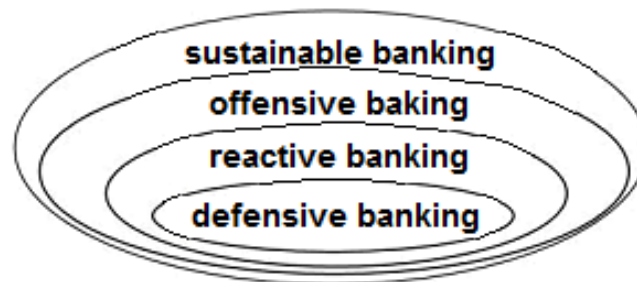 sustainable banking
offensive baking
reactive banking
defensive banking